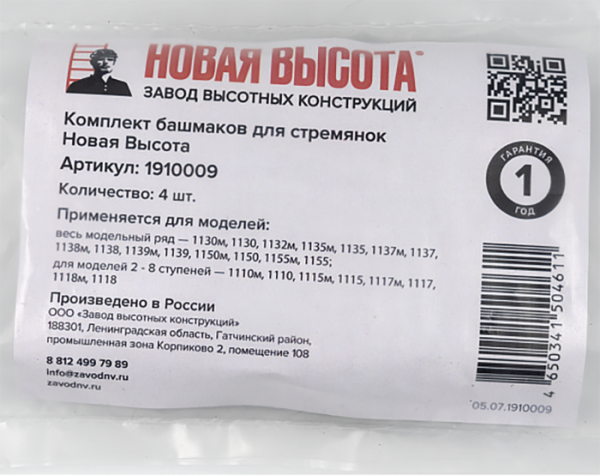 НОВАЯ ВЫСОТА
ЗАВОД ВЫСОТНЫХ КОНСТРУКЦИЙ
Комплект башмаков для стремянок
Новая Высота
Артикул: 1910009
Количество: 4 шт.
Применяется для моделей:
весь модельный ряд — 1130м, 1130, 1132м, 1135м, 1135, 1137м, 1137,
1138м, 1138, 1139м, 1139, 1150м, 1150, 1155м, 1155;
для моделей 2 - 8 ступеней — 1110м, 1110, 1115м, 1115, 1117м, 1117,
1118м, 1118
Произведено в России
ООО «Завод высотных конструкций»
188301, Ленинградская область, Гатчинский район,
промышленная зона Корпиково 2, помещение 108
8 812 499 79 89
info@zavodnv.ru
zavodnv.ru
ГАРАНТИЯ
1
ГОД
4 650341 504611
05.07.1910009